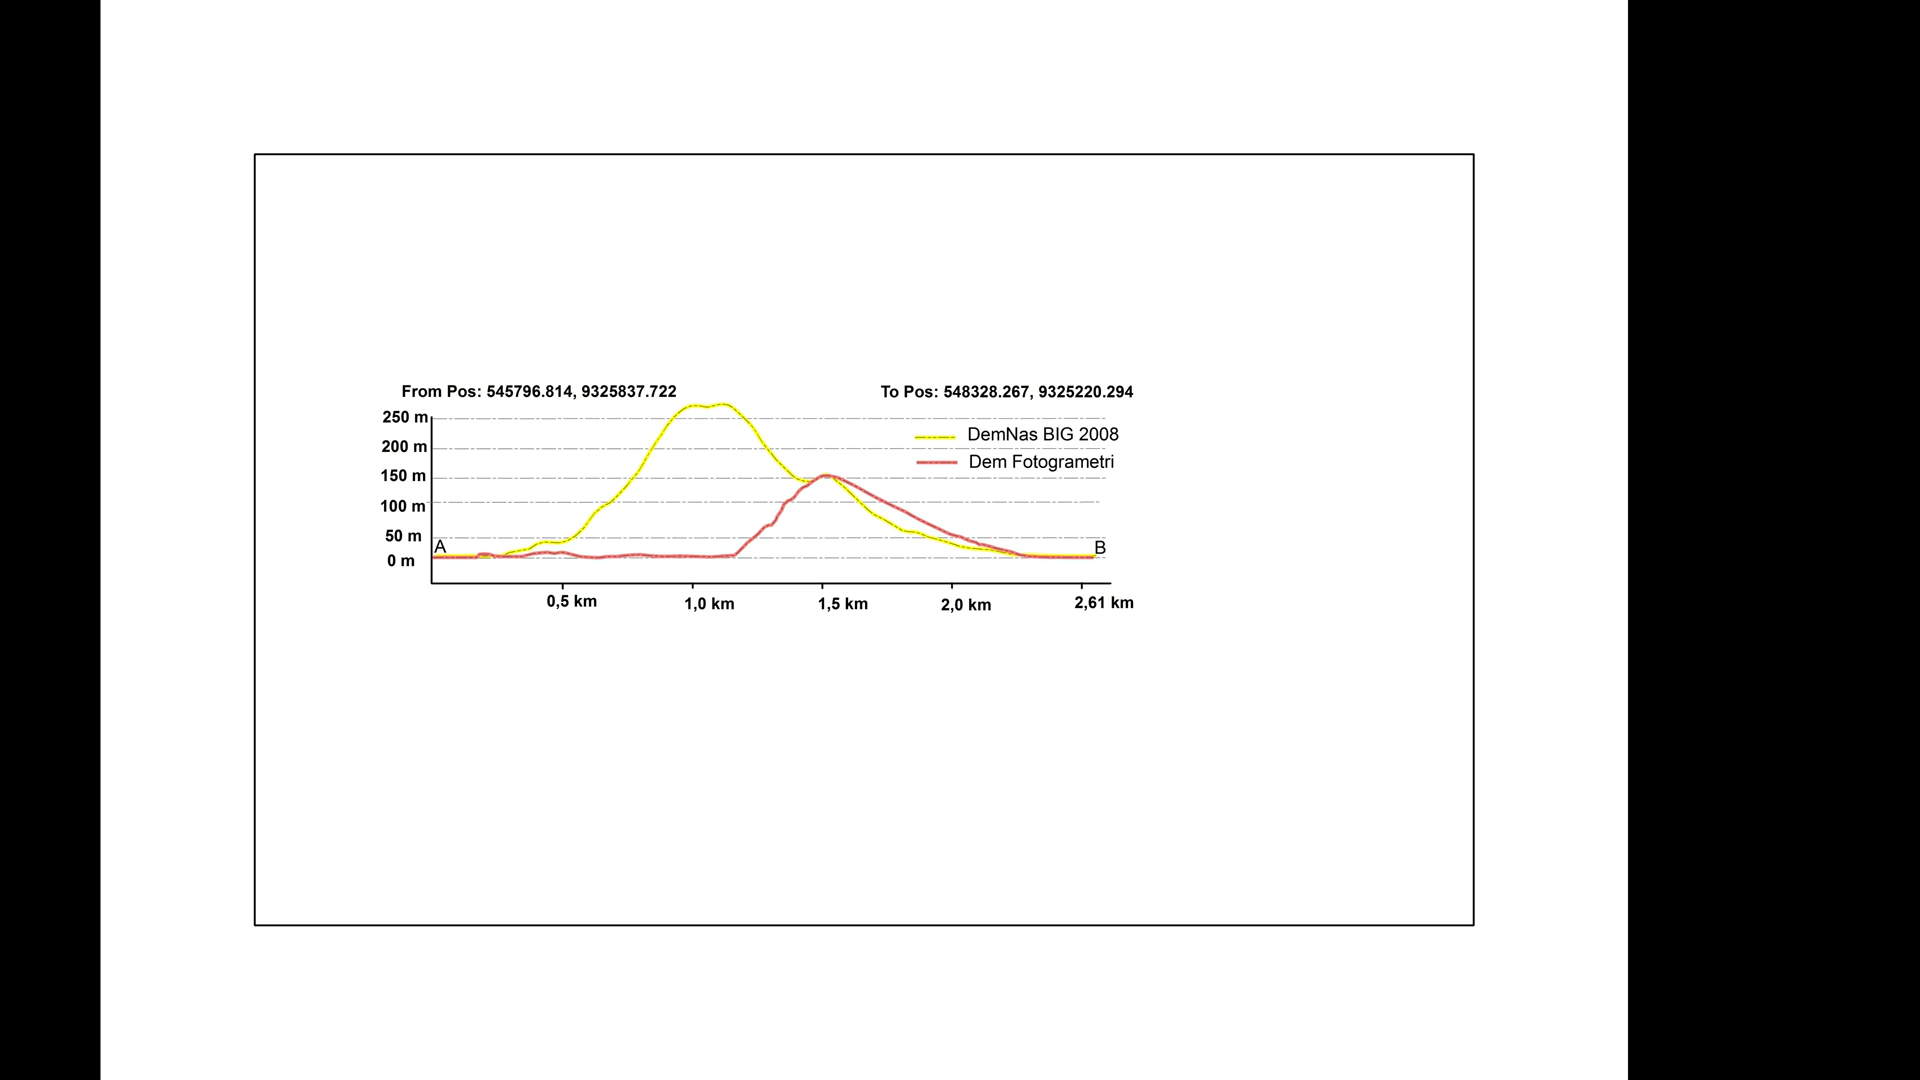 From Pos: 545796.814, 9325837.722
To Pos: 548328.267, 9325220.294
250 m
DemNas BIG 2008
200 m
Dem Fotogrametri
150 m
100 m
50 m
A
B
0 m
0,5 km
1,0 km
1,5 km
2,0 km
2,61 km